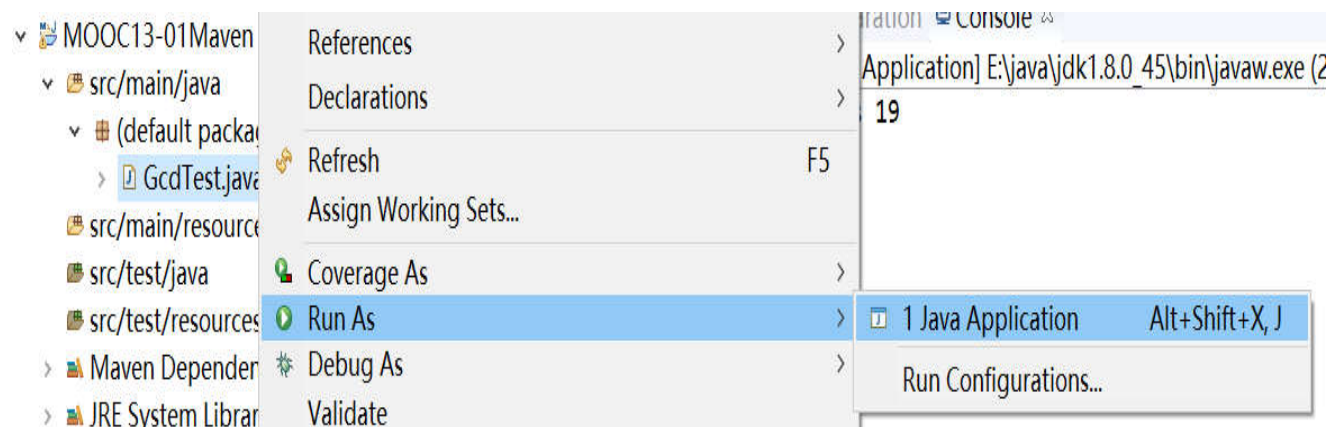 MOOC13-01Maven
src/main/java
(default packag
GcdTest.java
src/main/resource
src/test/java
src/test/resources
Maven Dependen
JRE System Librar
References
Declarations
Refresh F5
Assign Working Sets...
Coverage As
Run As
Debug As
Validate
Console
Application] E:\java\jdk1.8.0_45\bin\javaw.exe (2
19
1 Java Application Alt+Shift+X, J
Run Configurations...